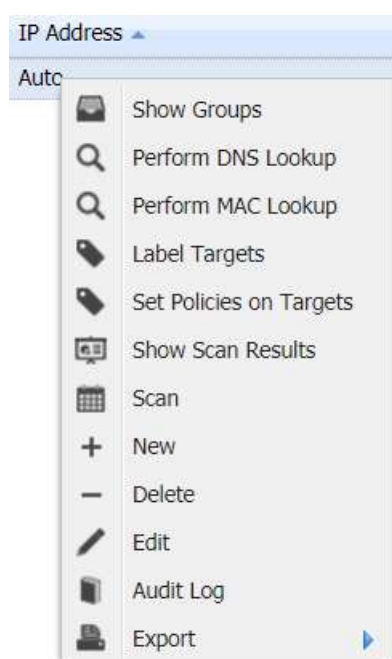 IP Address
Auto
Show Groups
Perform DNS Lookup
Perform MAC Lookup
Label Targets
Set Policies on Targets
Show Scan Results
Scan
New
Delete
Edit
Audit Log
Export